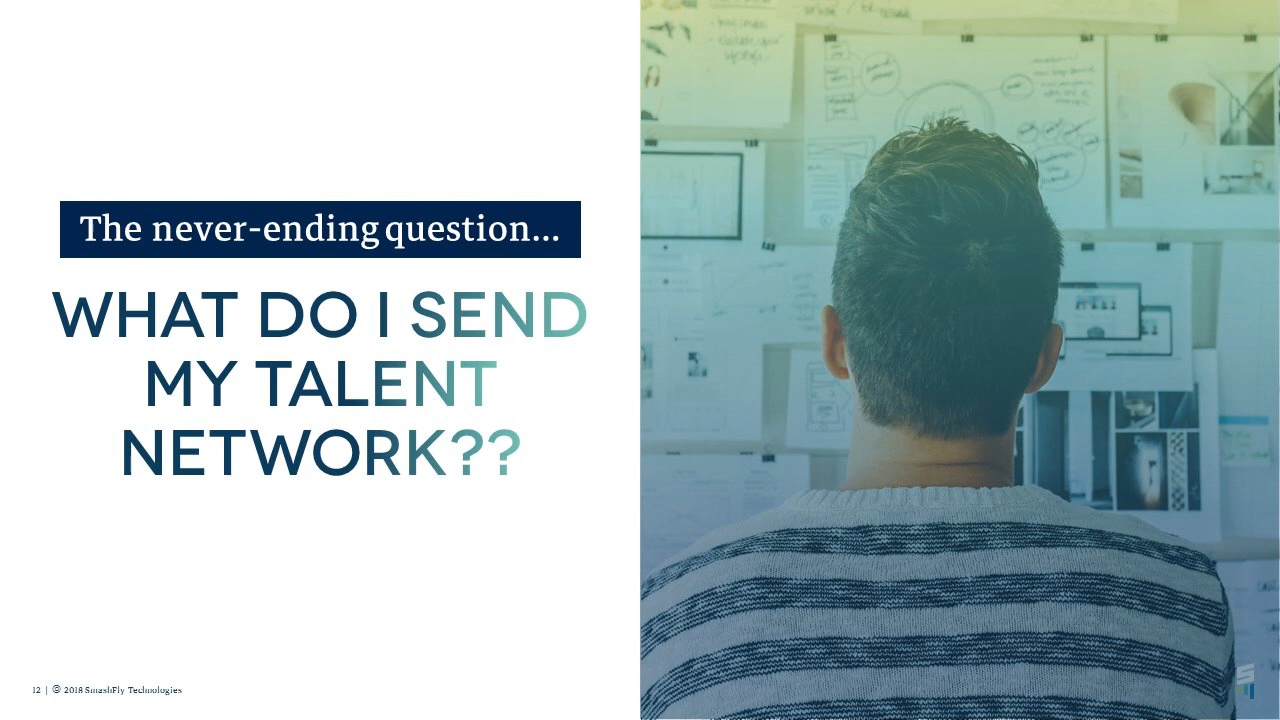 The never-ending question...
WHAT DO I SEND
MY TALENT
NETWORK??
12 | © 2018 SmashFly Technologies